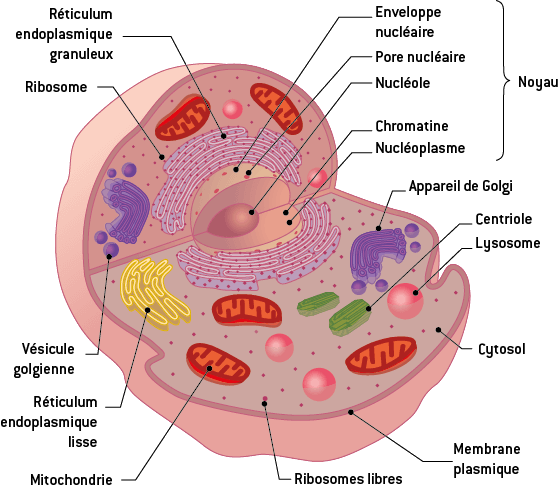 Réticulum
endoplasmique
granuleux
Ribosome
Enveloppe
nucléaire
Pore nucléaire
Nucléole
Chromatine
Nucléoplasme
Noyau
Appareil de Golgi
Centriole
Lysosome
Cytosol
Membrane
plasmique
Ribosomes libres
Mitochondrie
Réticulum
endoplasmique
lisse
Vésicule
golgienne